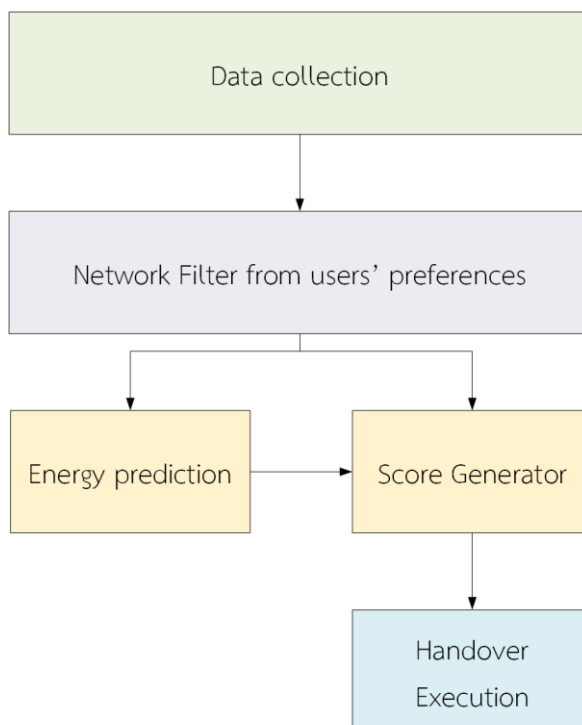 Data collection
Network Filter from users’ preferences
Energy prediction
Score Generator
Handover
Execution